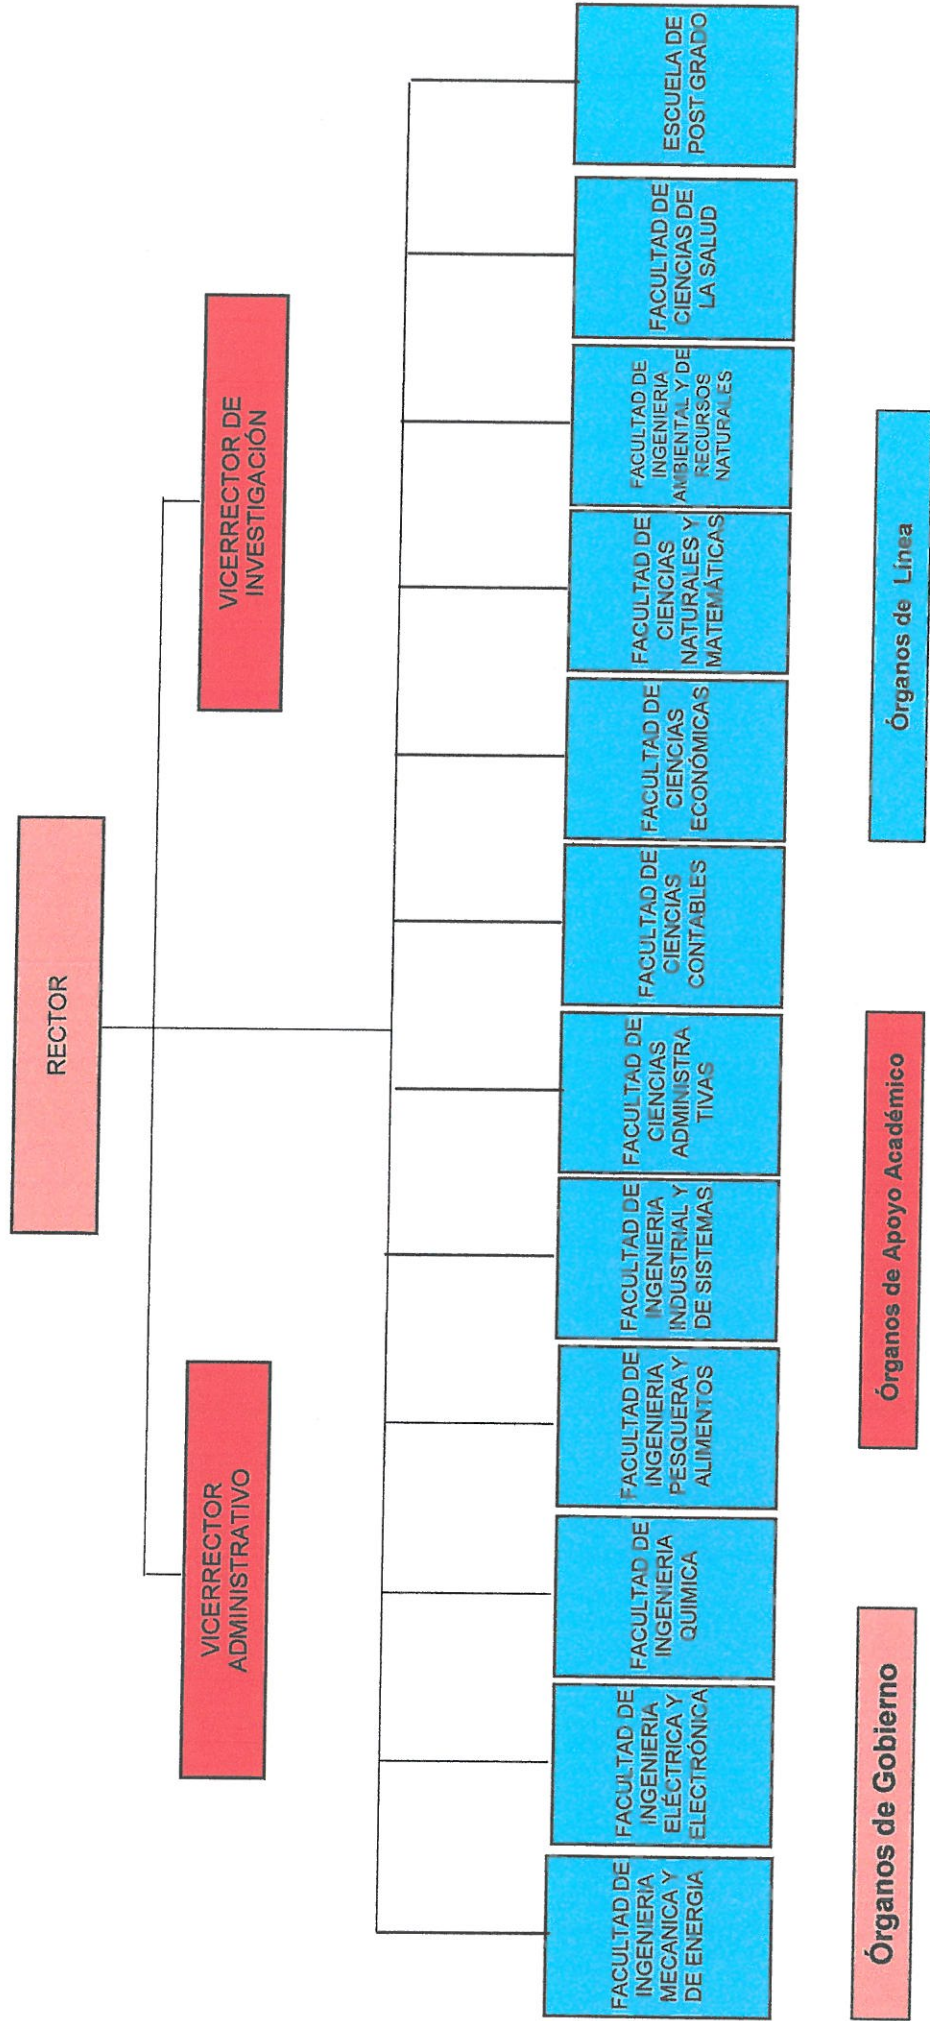 RECTOR
VICERRECTOR
ADMINISTRATIVO
VICERRECTOR DE
INVESTIGACIÓN
FACULTAD DE
INGENIERIA
MECANICA Y
DE ENERGIA
FACULTAD DE
INGENIERIA
ELÉCTRICA Y
ELECTRÓNICA
FACULTAD DE
INGENIERIA
QUIMICA
FACULTAD DE
INGENIERIA
PESQUERA Y
ALIMENTOS
FACULTAD DE
INGENIERIA
INDUSTRIAL Y
DE SISTEMAS
FACULTAD DE
CIENCIAS
ADMINISTRA
TIVAS
FACULTAD DE
CIENCIAS
CONTABLES
FACULTAD DE
CIENCIAS
ECONÓMICAS
FACULTAD DE
CIENCIAS
NATURALES Y
MATEMÁTICAS
FACULTAD DE
INGENIERIA
AMBIENTAL Y DE
RECURSOS
NATURALES
FACULTAD DE
CIENCIAS DE
LA SALUD
ESCUELA DE
POST GRADO
Órganos de Gobierno
Órganos de Apoyo Académico
Órganos de Línea